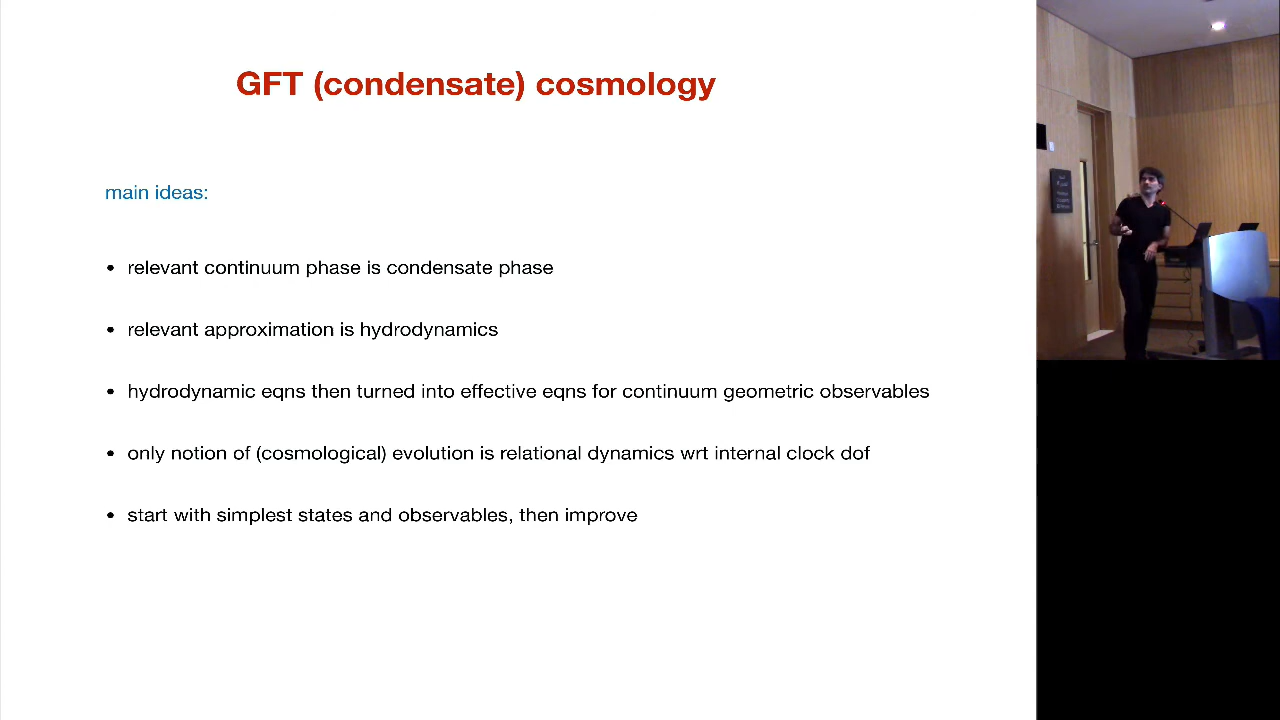 GFT (condensate) cosmology
main ideas:
• relevant continuum phase is condensate phase
• relevant approximation is hydrodynamics
• hydrodynamic eqns then turned into effective eqns for continuum geometric observables
• only notion of (cosmological) evolution is relational dynamics wrt internal clock dof
• start with simplest states and observables, then improve